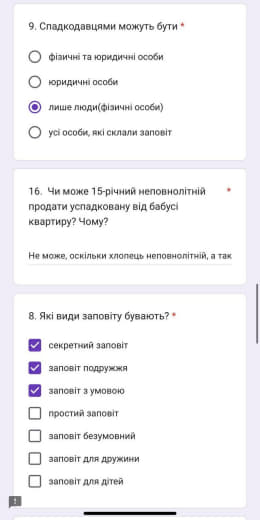 9. Спадкодавцями можуть бути *
фізичні та юридичні особи
юридичні особи
лише люди(фізичні особи)
усі особи, які склали заповіт
16. Чи може 15-річний неповнолітній *
продати успадковану від бабусі
квартиру? Чому?
Не може, оскільки хлопець неповнолітній, а так
8. Які види заповіту бувають? *
секретний заповіт
заповіт подружжя
заповіт з умовою
простий заповіт
заповіт безумовний
заповіт для дружини
заповіт для дітей